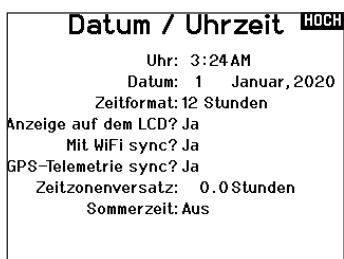 Datum / Uhrzeit HOCH
Uhr: 3:24 AM
Datum: 1 Januar, 2020
Zeitformat: 12 Stunden
Anzeige auf dem LCD? Ja
Mit WiFi sync? Ja
GPS-Telemetrie sync? Ja
Zeitzonenversatz: 0.0 Stunden
Sommerzeit: Aus